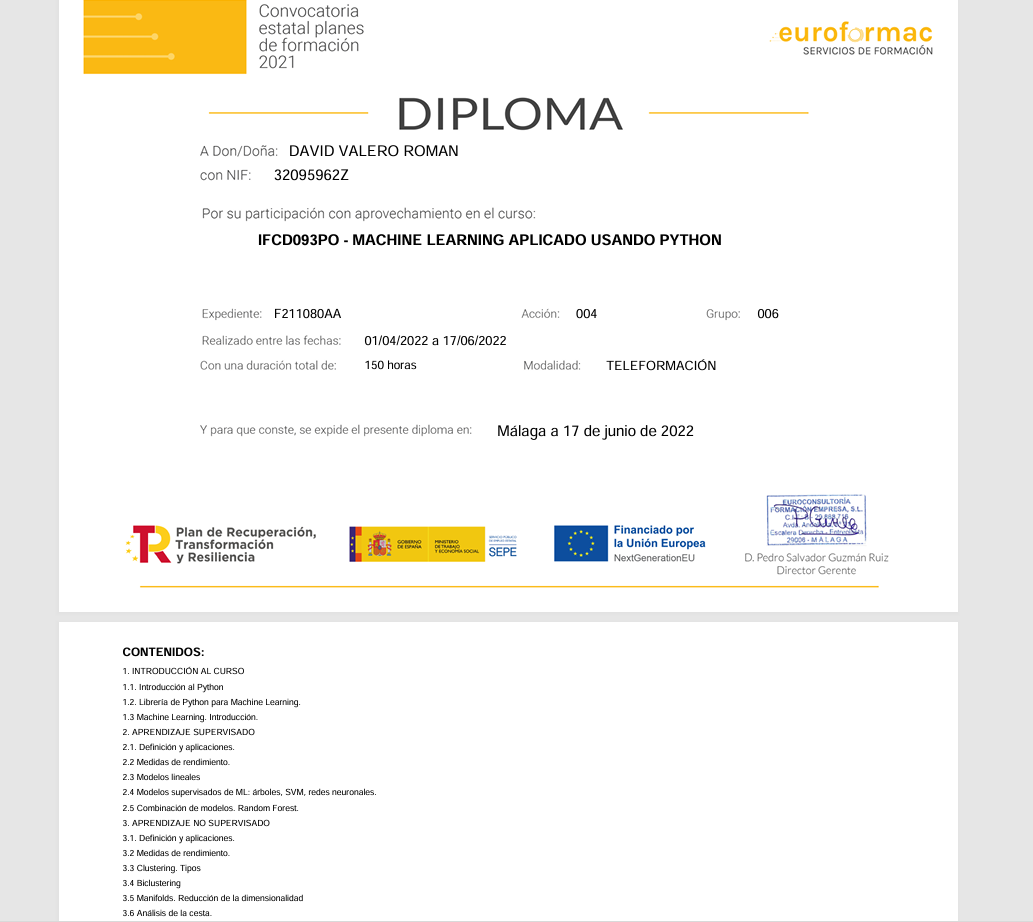 Convocatoria
estatal planes
de formación
2021
euroformac
SERVICIOS DE FORMACIÓN
DIPLOMA
A Don/Doña: DAVID VALERO ROMAN
con NIF: 32095962Z
Por su participación con aprovechamiento en el curso:
IFCD093PO - MACHINE LEARNING APLICADO USANDO PYTHON
Expediente: F211080AA Acción: 004 Grupo: 006
Realizado entre las fechas: 01/04/2022 a 17/06/2022
Con una duración total de: 150 horas Modalidad: TELEFORMACIÓN
Y para que conste, se expide el presente diploma en: Málaga a 17 de junio de 2022
Plan de Recuperación,
Transformación
y Resiliencia
GOBIERNO
DE ESPAÑA
MINISTERIO
DE TRABAJO
Y ECONOMÍA SOCIAL
SERVICIO PÚBLICO
DE EMPLEO ESTATAL
SEPE
Financiado por
la Unión Europea
NextGenerationEU
EUROCONSULTORÍA
FORMACIÓN EMPRESA, S.L.
29006 - MÁLAGA
D. Pedro Salvador Guzmán Ruiz
Director Gerente
CONTENIDOS:
1. INTRODUCCIÓN AL CURSO
1.1. Introducción al Python
1.2. Librería de Python para Machine Learning.
1.3 Machine Learning. Introducción.
2. APRENDIZAJE SUPERVISADO
2.1. Definición y aplicaciones.
2.2 Medidas de rendimiento.
2.3 Modelos lineales
2.4 Modelos supervisados de ML: árboles, SVM, redes neuronales.
2.5 Combinación de modelos. Random Forest.
3. APRENDIZAJE NO SUPERVISADO
3.1. Definición y aplicaciones.
3.2 Medidas de rendimiento.
3.3 Clustering. Tipos
3.4 Biclustering
3.5 Manifolds. Reducción de la dimensionalidad
3.6 Análisis de la cesta.